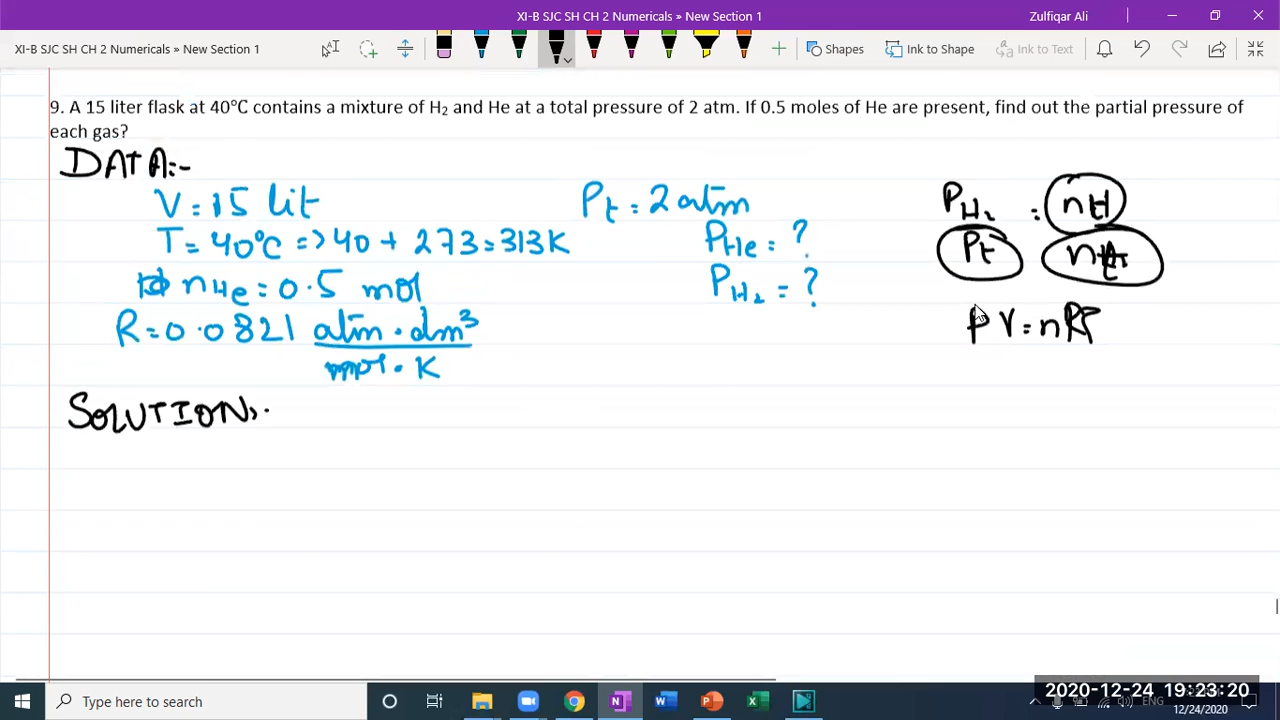 XI-B SJC SH CH 2 Numericals » New Section 1
Zulfiqar Ali
XI-B SJC SH CH 2 Numericals » New Section 1
Shapes
Ink to Shape
Ink to Text
9. A 15 liter flask at 40°C contains a mixture of H₂ and He at a total pressure of 2 atm. If 0.5 moles of He are present, find out the partial pressure of
each gas?
DATA:-
V = 15 lit
T = 40°C => 40 + 273 = 313K
nHe = 0.5 mol
R = 0.0821 atm · dm³
mol · K
Pt = 2 atm
PHe = ?
PH₂ = ?
PH₂ = nH
Pt nt
PV = nRT
SOLUTION:-
Type here to search
ENG
2020-12-24 19:23:20
12/24/2020